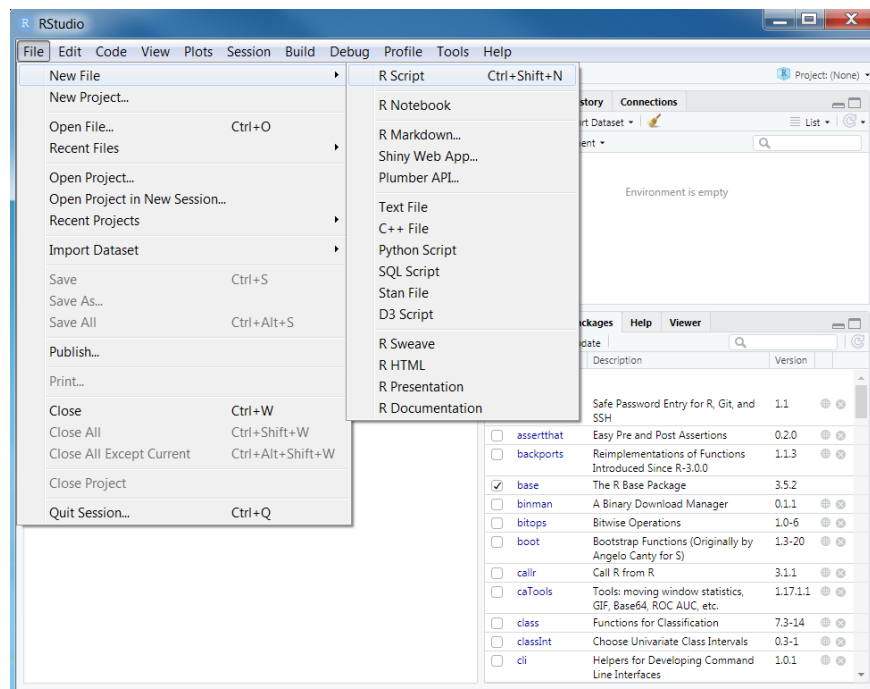 RStudio
File Edit Code View Plots Session Build Debug Profile Tools Help
New File
New Project...
Open File... Ctrl+O
Recent Files
Open Project...
Open Project in New Session...
Recent Projects
Import Dataset
Save Ctrl+S
Save As...
Save All Ctrl+Alt+S
Publish...
Print...
Close Ctrl+W
Close All Ctrl+Shift+W
Close All Except Current Ctrl+Alt+Shift+W
Close Project
Quit Session... Ctrl+Q
R Script Ctrl+Shift+N
R Notebook
R Markdown...
Shiny Web App...
Plumber API...
Text File
C++ File
Python Script
SQL Script
Stan File
D3 Script
R Sweave
R HTML
R Presentation
R Documentation
R Project: (None)
story Connections
rt Dataset List
ent
Environment is empty
ckages Help Viewer
date
Description Version
Safe Password Entry for R, Git, and 1.1
SSH
assertthat Easy Pre and Post Assertions 0.2.0
backports Reimplementations of Functions 1.1.3
Introduced Since R-3.0.0
base The R Base Package 3.5.2
binman A Binary Download Manager 0.1.1
bitops Bitwise Operations 1.0-6
boot Bootstrap Functions (Originally by 1.3-20
Angelo Canty for S)
callr Call R from R 3.1.1
caTools Tools: moving window statistics, 1.17.1.1
GIF, Base64, ROC AUC, etc.
class Functions for Classification 7.3-14
classInt Choose Univariate Class Intervals 0.3-1
cli Helpers for Developing Command 1.0.1
Line Interfaces